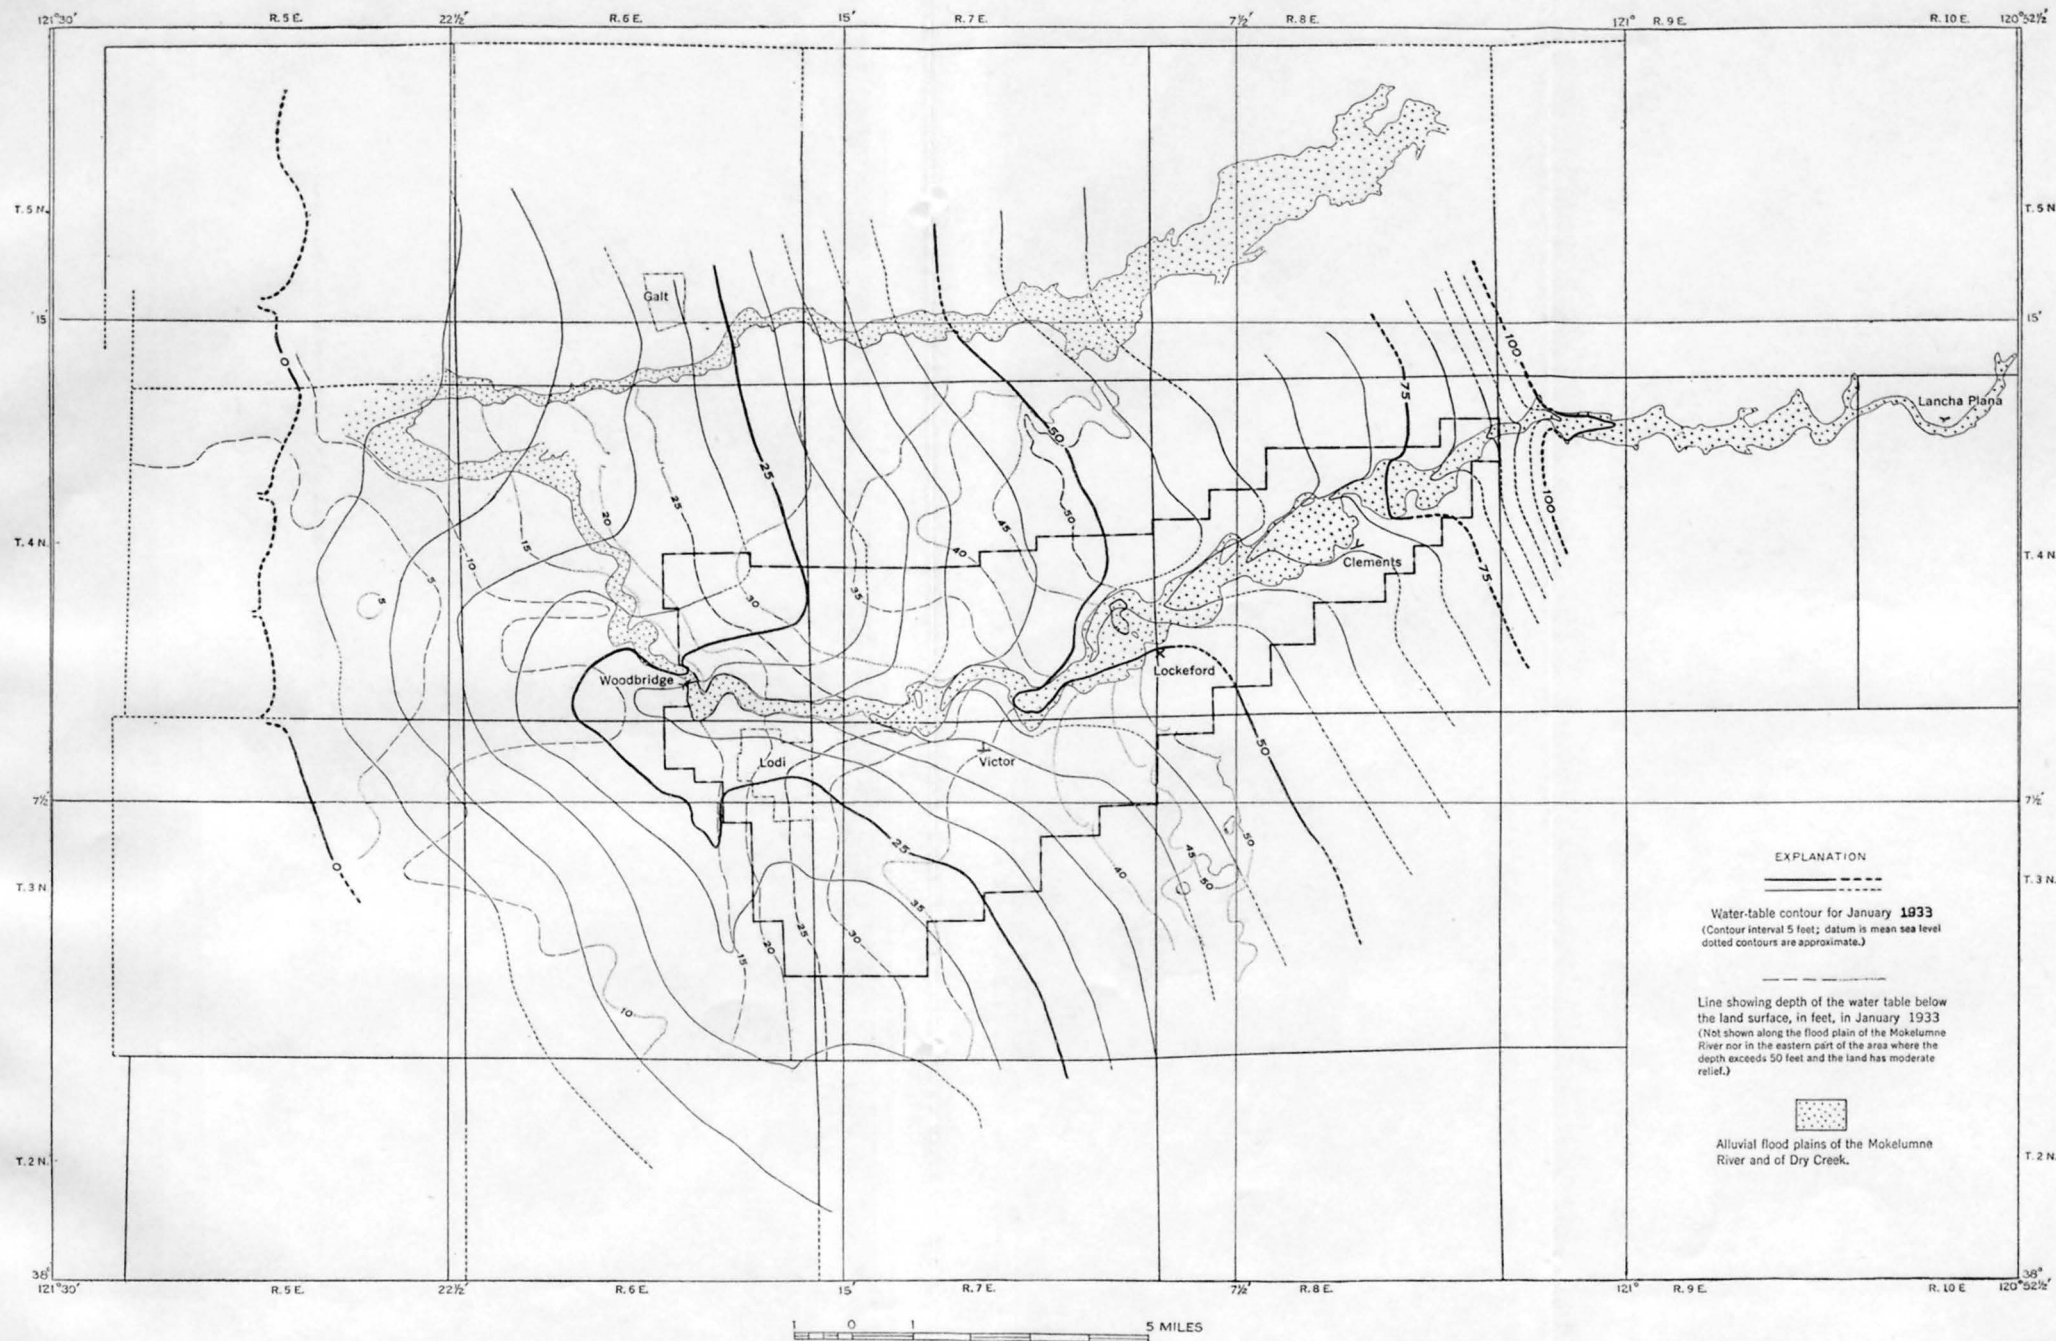 121°30' R. 5 E. 22½' R. 6 E. 15' R. 7 E. 7½' R. 8 E. 121° R. 9 E. R. 10 E. 120°52½'
T. 5 N. T. 5 N.
Galt
15' 15'
0 100
75
Lancha Plana
50
25
25 20 45 50 100
T. 4 N. 15 40 T. 4 N.
10 Clements
5 75
5 30 35
Woodbridge Lockeford
50
Lodi Victor
7½' 7½'
25 45 50
0 40 50
T. 3 N. T. 3 N.
35
25 30
20
15
10
EXPLANATION
Water-table contour for January 1933
(Contour interval 5 feet; datum is mean sea level
dotted contours are approximate.)
Line showing depth of the water table below
the land surface, in feet, in January 1933
(Not shown along the flood plain of the Mokelumne
River nor in the eastern part of the area where the
depth exceeds 50 feet and the land has moderate
relief.)
Alluvial flood plains of the Mokelumne
River and of Dry Creek.
T. 2 N. T. 2 N.
38° 38°
121°30' R. 5 E. 22½' R. 6 E. 15' R. 7 E. 7½' R. 8 E. 121° R. 9 E. R. 10 E. 120°52½'
1 0 1 5 MILES